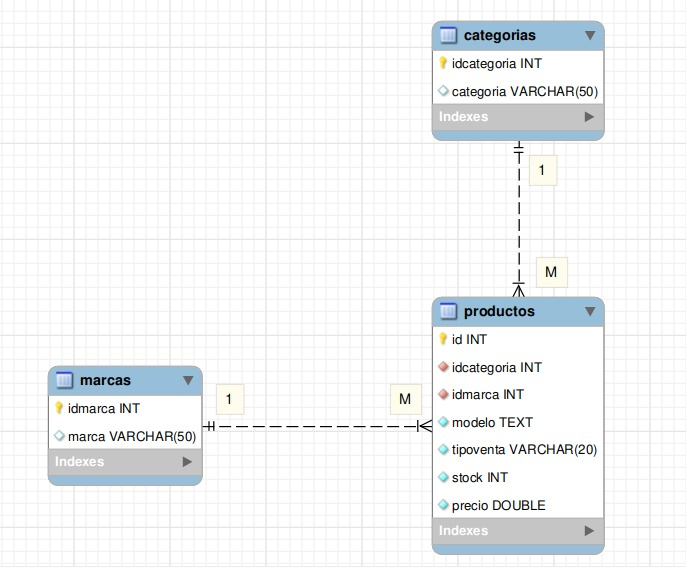 categorias
idcategoria INT
categoria VARCHAR(50)
Indexes
1
M
productos
id INT
idcategoria INT
idmarca INT
modelo TEXT
tipoventa VARCHAR(20)
stock INT
precio DOUBLE
Indexes
marcas
idmarca INT
marca VARCHAR(50)
Indexes
1
M